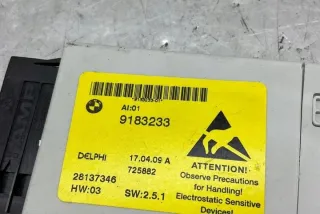 AI:01
9183233
DELPHI 17.04.09 A
725882
28137346
HW:03 SW:2.5.1
ATTENTION!
Observe Precautions
for Handling!
Electrostatic Sensitive
Devices!